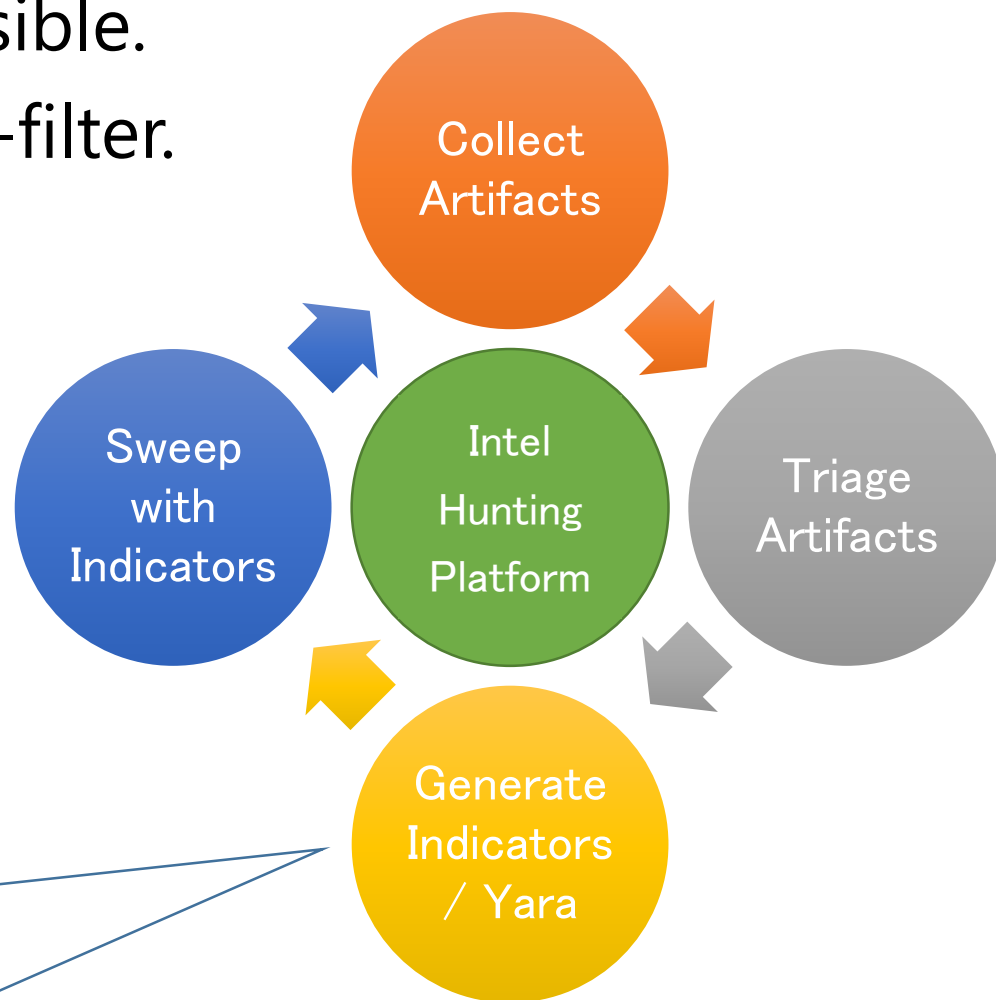 sible.
-filter.
Collect
Artifacts
Sweep
with
Indicators
Intel
Hunting
Platform
Triage
Artifacts
Generate
Indicators
/ Yara